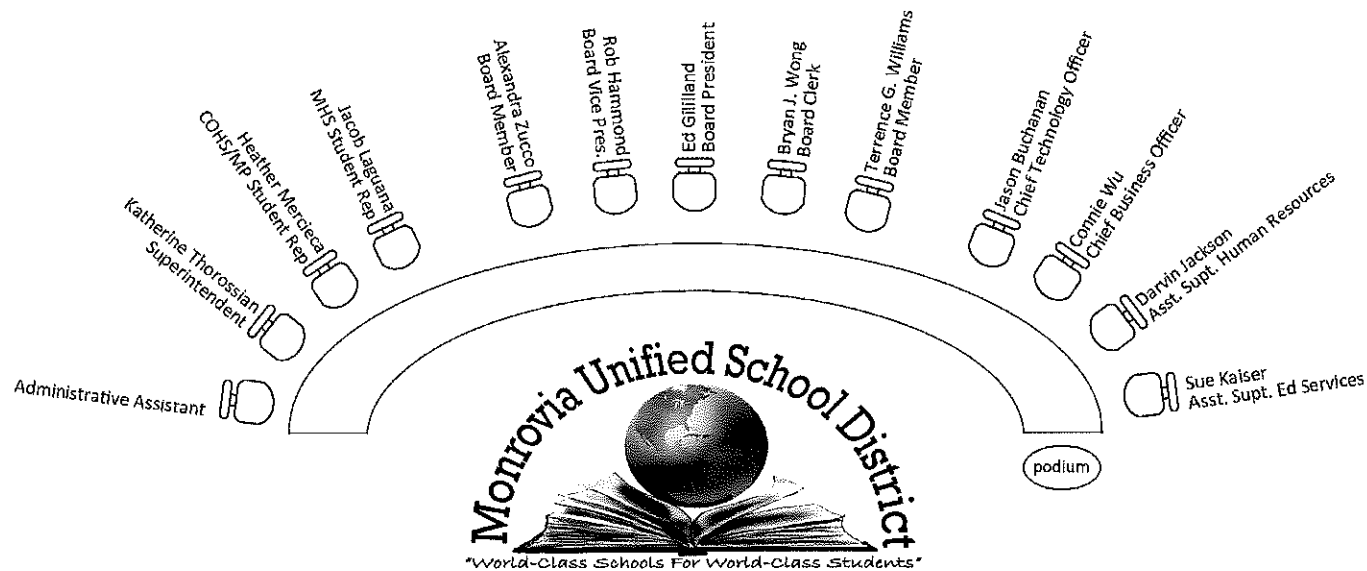 Administrative Assistant
Katherine Thorossian
Superintendent
Heather Mercieca
COHS/MP Student Rep
Jacob Laguana
MHS Student Rep
Alexandra Zucco
Board Member
Rob Hammond
Board Vice Pres.
Ed Gililland
Board President
Bryan J. Wong
Board Clerk
Terrence G. Williams
Board Member
Jason Buchanan
Chief Technology Officer
Connie Wu
Chief Business Officer
Darvin Jackson
Asst. Supt. Human Resources
Sue Kaiser
Asst. Supt. Ed Services
podium
Monrovia Unified School District
"World-Class Schools For World-Class Students"